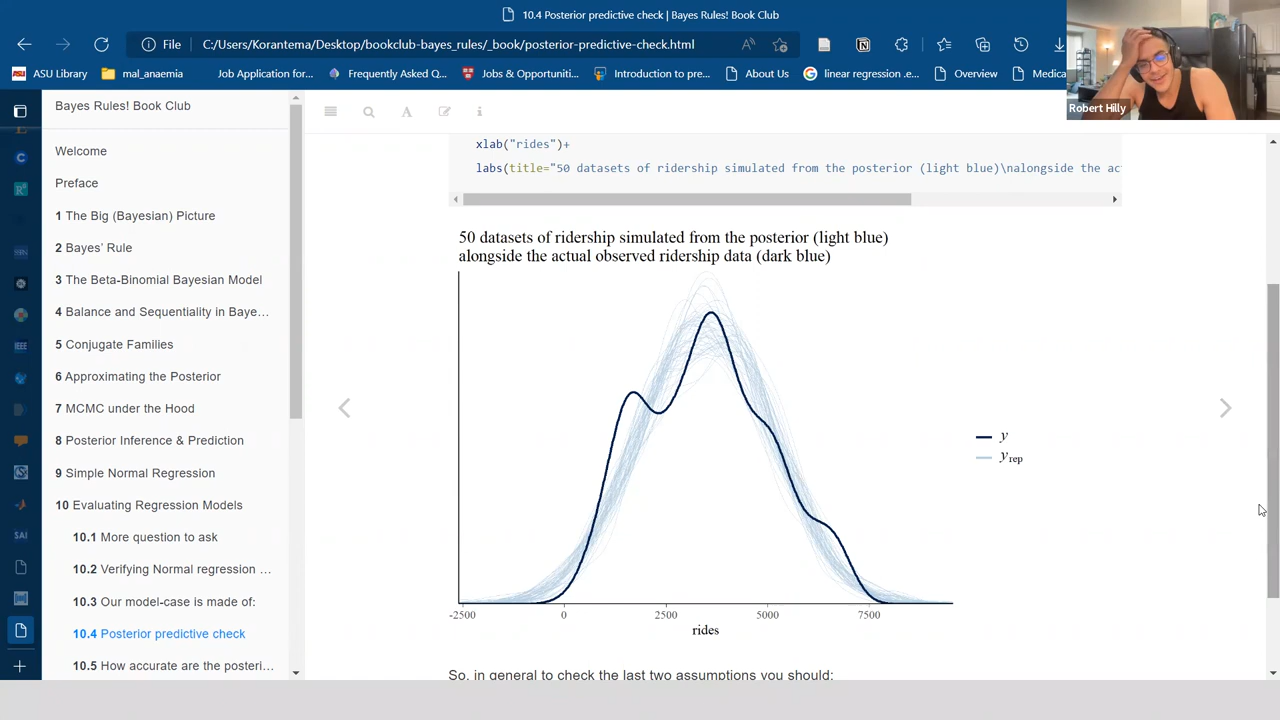 10.4 Posterior predictive check | Bayes Rules! Book Club
File
C:/Users/Korantema/Desktop/bookclub-bayes_rules/_book/posterior-predictive-check.html
ASU Library
mal_anaemia
Job Application for...
Frequently Asked Q...
Jobs & Opportuniti...
Introduction to pre...
About Us
linear regression .e...
Overview
Medica
Robert Hilly
Bayes Rules! Book Club
Welcome
Preface
1 The Big (Bayesian) Picture
2 Bayes' Rule
3 The Beta-Binomial Bayesian Model
4 Balance and Sequentiality in Baye...
5 Conjugate Families
6 Approximating the Posterior
7 MCMC under the Hood
8 Posterior Inference & Prediction
9 Simple Normal Regression
10 Evaluating Regression Models
10.1 More question to ask
10.2 Verifying Normal regression ...
10.3 Our model-case is made of:
10.4 Posterior predictive check
10.5 How accurate are the posteri...
xlab("rides")+
labs(title="50 datasets of ridership simulated from the posterior (light blue)\nalongside the ac
50 datasets of ridership simulated from the posterior (light blue)
alongside the actual observed ridership data (dark blue)
y
yrep
-2500 0 2500 5000 7500
rides
So, in general to check the last two assumptions you should: